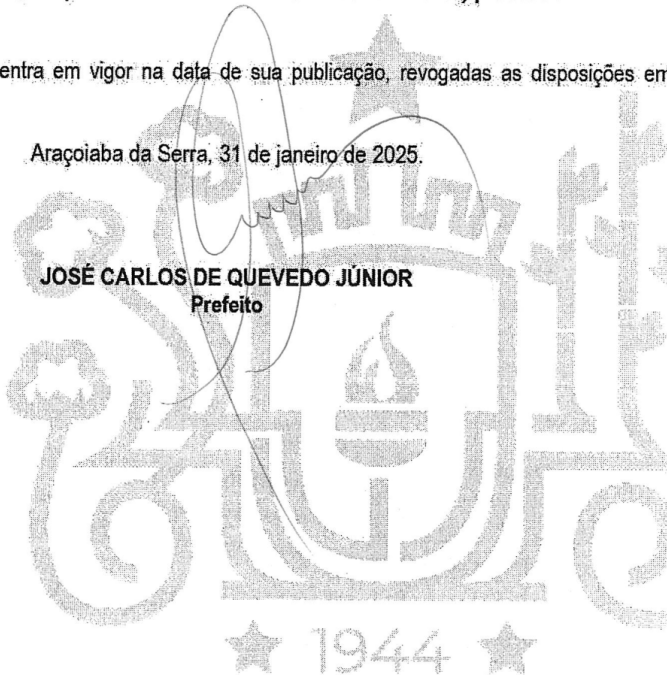 entra em vigor na data de sua publicação, revogadas as disposições em
Araçoiaba da Serra, 31 de janeiro de 2025.
JOSÉ CARLOS DE QUEVEDO JÚNIOR
Prefeito
1944